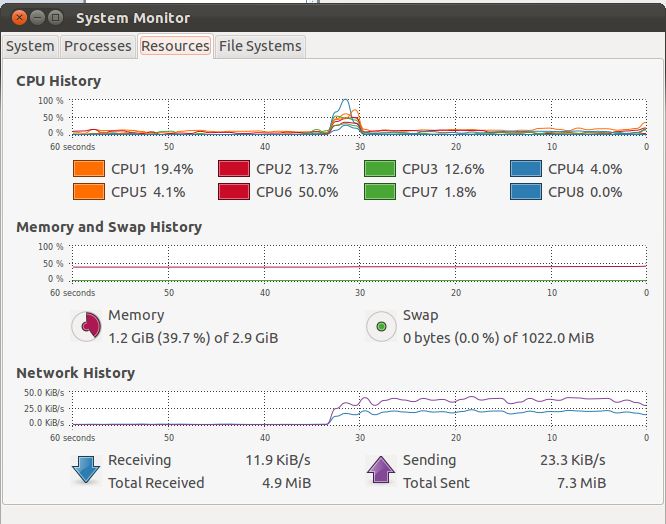 System Monitor
System Processes Resources File Systems
CPU History
100 %
50 %
0 %
60 seconds 50 40 30 20 10 0
CPU1 19.4% CPU2 13.7% CPU3 12.6% CPU4 4.0%
CPU5 4.1% CPU6 50.0% CPU7 1.8% CPU8 0.0%
Memory and Swap History
100 %
50 %
0 %
60 seconds 50 40 30 20 10 0
Memory Swap
1.2 GiB (39.7 %) of 2.9 GiB 0 bytes (0.0 %) of 1022.0 MiB
Network History
50.0 KiB/s
25.0 KiB/s
0.0 KiB/s
60 seconds 50 40 30 20 10 0
Receiving 11.9 KiB/s Sending 23.3 KiB/s
Total Received 4.9 MiB Total Sent 7.3 MiB